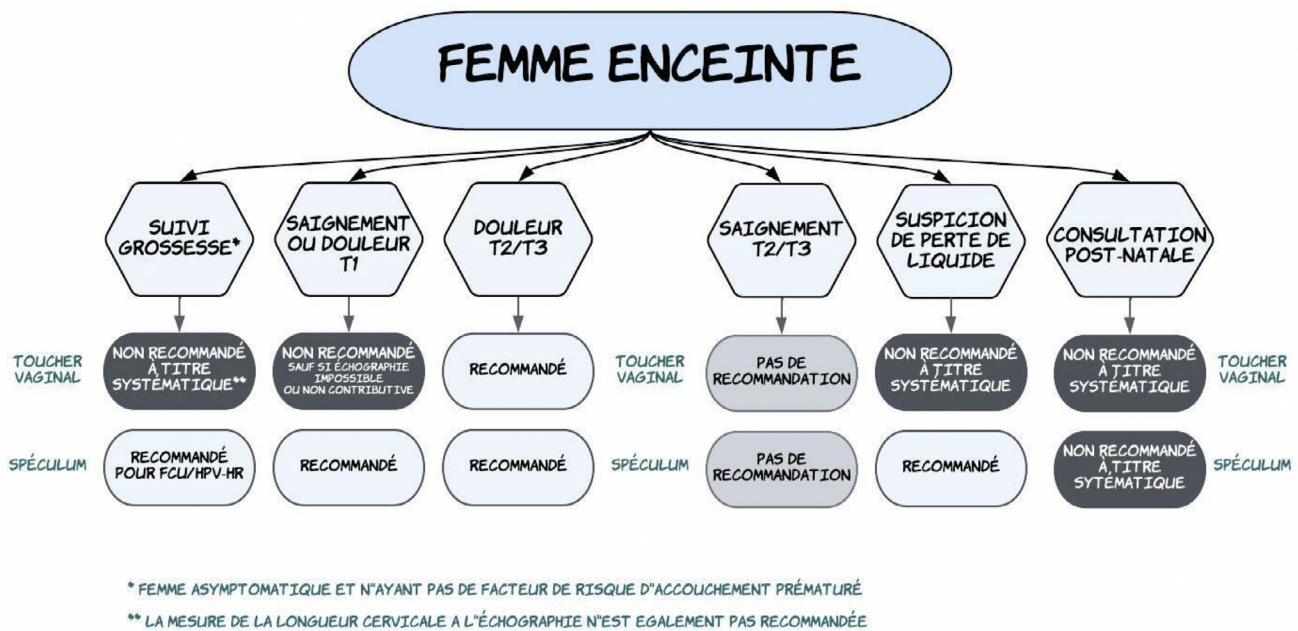 FEMME ENCEINTE
SUIVI
GROSSESSE*
SAIGNEMENT
OU DOULEUR
T1
DOULEUR
T2/T3
SAIGNEMENT
T2/T3
SUSPICION
DE PERTE DE
LIQUIDE
CONSULTATION
POST-NATALE
TOUCHER
VAGINAL
NON RECOMMANDÉ
À TITRE
SYSTÉMATIQUE**
NON RECOMMANDÉ
SAUF SI ÉCHOGRAPHIE
IMPOSSIBLE
OU NON CONTRIBUTIVE
RECOMMANDÉ
TOUCHER
VAGINAL
PAS DE
RECOMMANDATION
NON RECOMMANDÉ
À TITRE
SYSTÉMATIQUE
NON RECOMMANDÉ
À TITRE
SYSTÉMATIQUE
TOUCHER
VAGINAL
SPÉCULUM
RECOMMANDÉ
POUR FCU/HPV-HR
RECOMMANDÉ
RECOMMANDÉ
SPÉCULUM
PAS DE
RECOMMANDATION
RECOMMANDÉ
NON RECOMMANDÉ
À TITRE
SYTÉMATIQUE
SPÉCULUM
* FEMME ASYMPTOMATIQUE ET N"AYANT PAS DE FACTEUR DE RISQUE D"ACCOUCHEMENT PRÉMATURÉ
** LA MESURE DE LA LONGUEUR CERVICALE A L"ÉCHOGRAPHIE N"EST EGALEMENT PAS RECOMMANDÉE